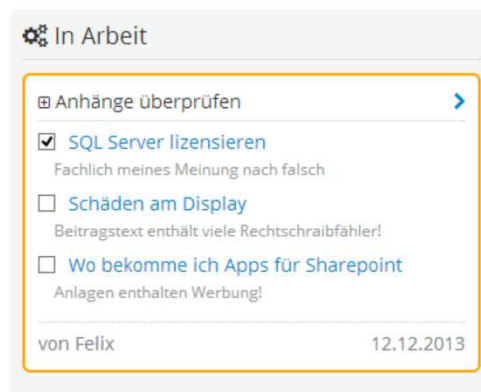 In Arbeit
Anhänge überprüfen
SQL Server lizensieren
Fachlich meines Meinung nach falsch
Schäden am Display
Beitragstext enthält viele Rechtschraibfähler!
Wo bekomme ich Apps für Sharepoint
Anlagen enthalten Werbung!
von Felix 12.12.2013